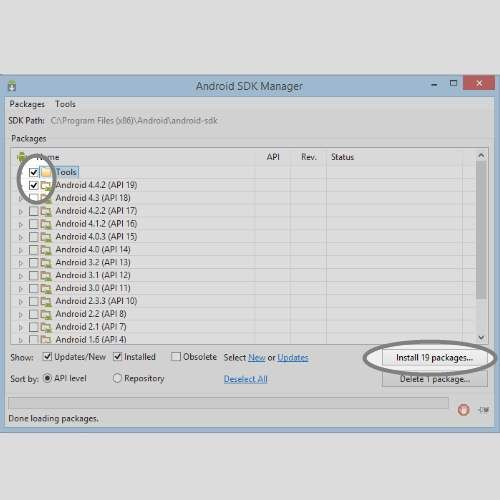 Android SDK Manager
Packages Tools
SDK Path: C:\Program Files (x86)\Android\android-sdk
Packages
Name API Rev. Status
Tools
Android 4.4.2 (API 19)
Android 4.3 (API 18)
Android 4.2.2 (API 17)
Android 4.1.2 (API 16)
Android 4.0.3 (API 15)
Android 4.0 (API 14)
Android 3.2 (API 13)
Android 3.1 (API 12)
Android 3.0 (API 11)
Android 2.3.3 (API 10)
Android 2.2 (API 8)
Android 2.1 (API 7)
Android 1.6 (API 4)
Show: Updates/New Installed Obsolete Select New or Updates Install 19 packages...
Sort by: API level Repository Deselect All Delete 1 package...
Done loading packages.